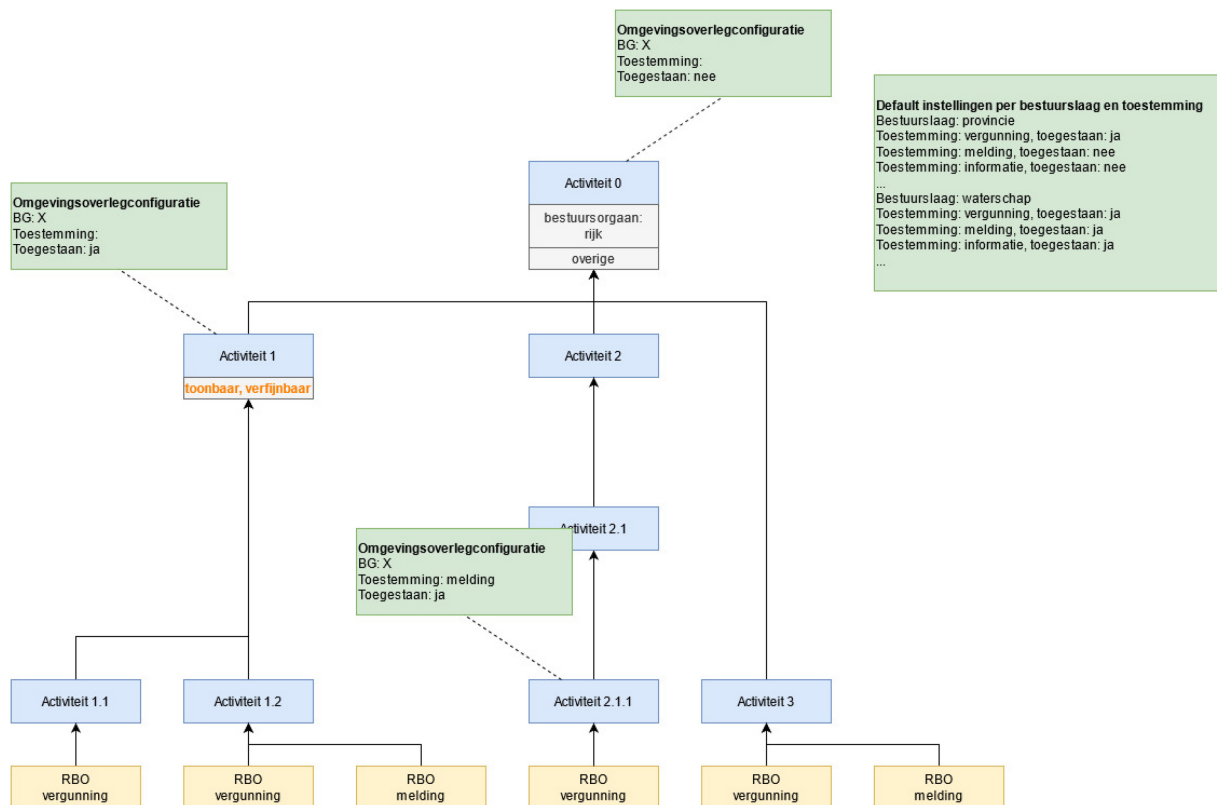 Omgevingsoverlegconfiguratie
BG: X
Toestemming:
Toegestaan: nee
Default instellingen per bestuurslaag en toestemming
Bestuurslaag: provincie
Toestemming: vergunning, toegestaan: ja
Toestemming: melding, toegestaan: nee
Toestemming: informatie, toegestaan: nee
...
Bestuurslaag: waterschap
Toestemming: vergunning, toegestaan: ja
Toestemming: melding, toegestaan: ja
Toestemming: informatie, toegestaan: ja
...
Activiteit 0
bestuursorgaan:
rijk
overige
Omgevingsoverlegconfiguratie
BG: X
Toestemming:
Toegestaan: ja
Activiteit 1
toonbaar, verfijnbaar
Activiteit 2
Activiteit 2.1
Omgevingsoverlegconfiguratie
BG: X
Toestemming: melding
Toegestaan: ja
Activiteit 1.1
Activiteit 1.2
Activiteit 2.1.1
Activiteit 3
RBO
vergunning
RBO
vergunning
RBO
melding
RBO
vergunning
RBO
vergunning
RBO
melding